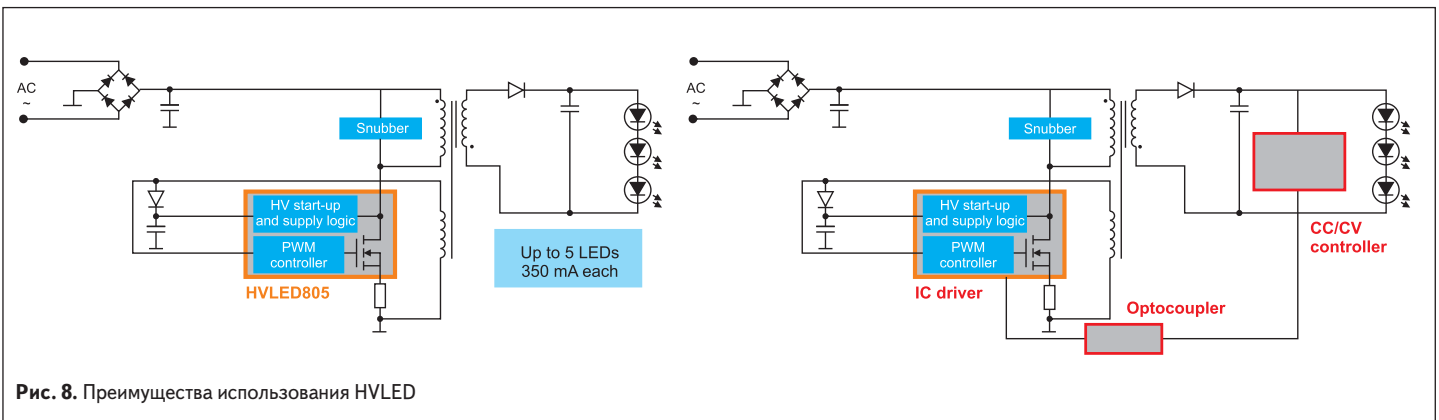 AC
~
Snubber
HV start-up
and supply logic
PWM
controller
HVLED805
Up to 5 LEDs
350 mA each
AC
~
Snubber
HV start-up
and supply logic
PWM
controller
IC driver
CC/CV
controller
Optocoupler
Рис. 8. Преимущества использования HVLED